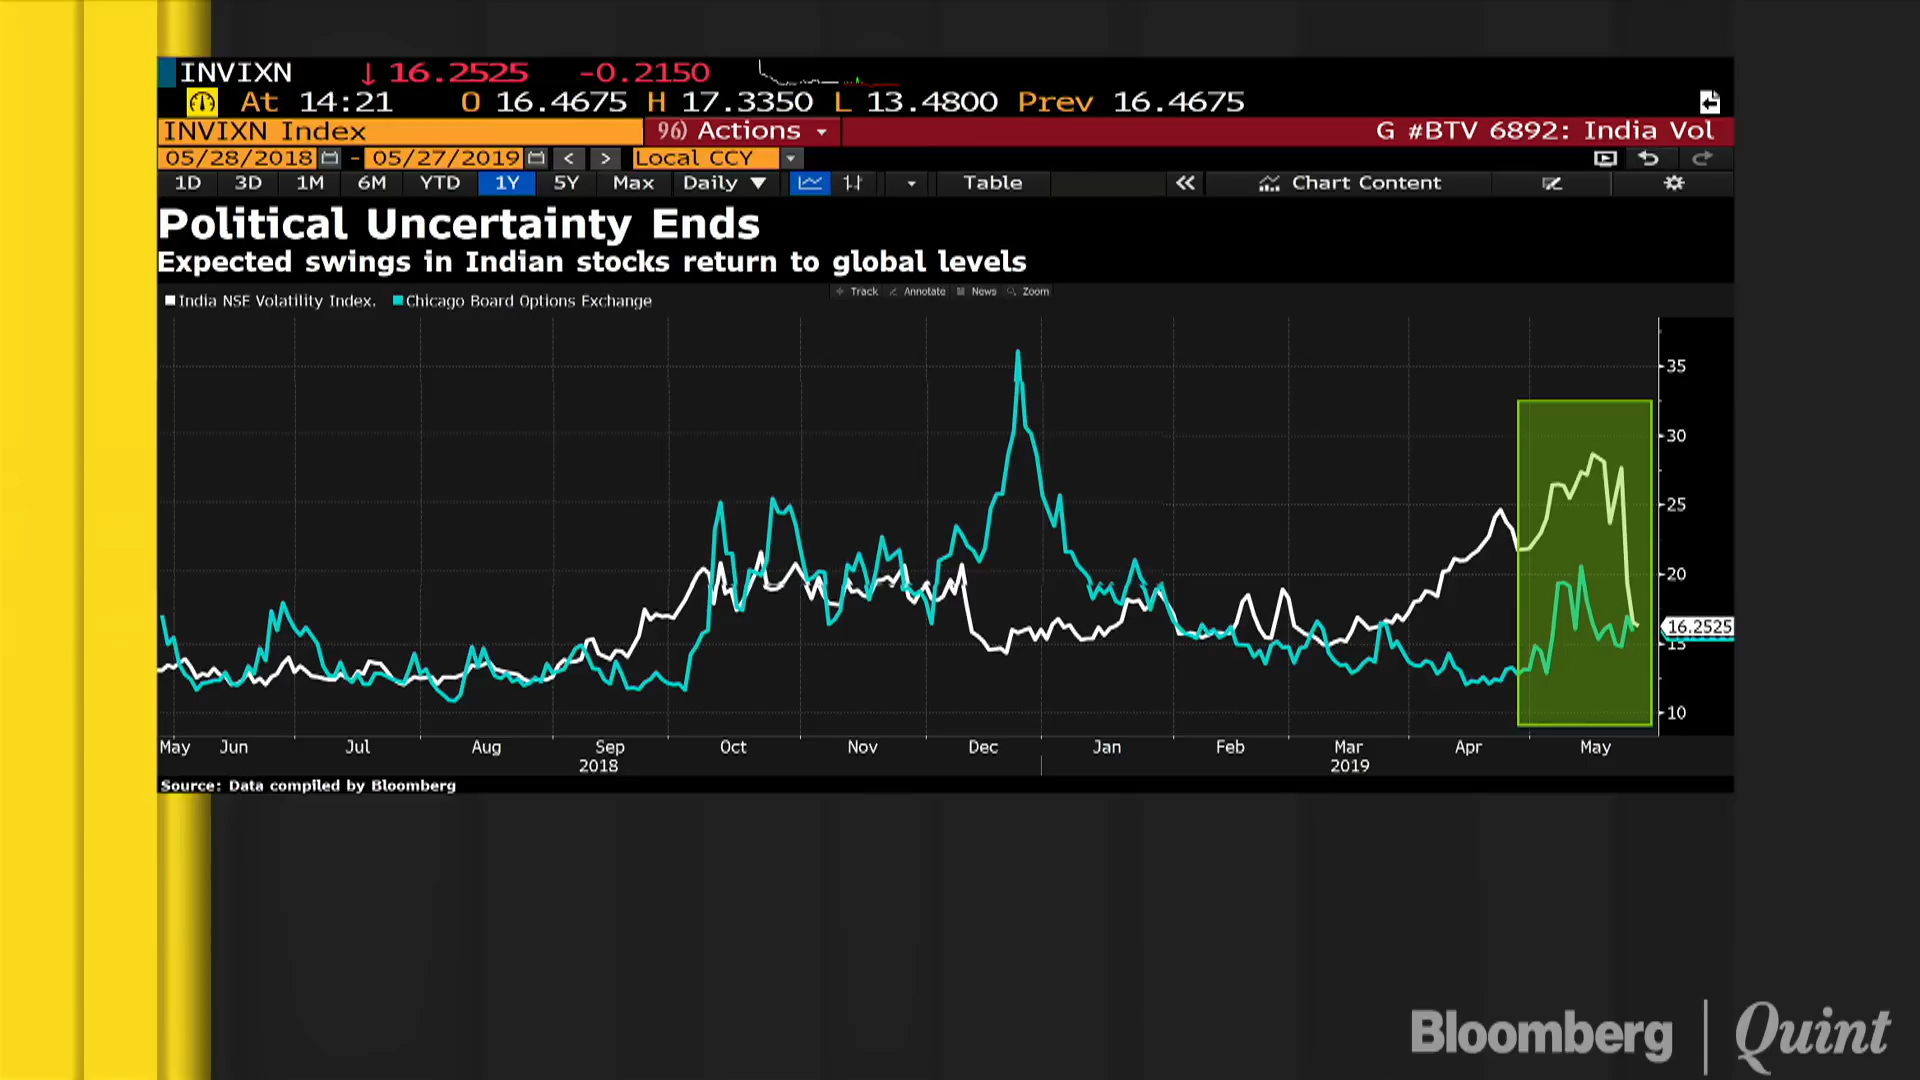 INVIXN ↓ 16.2525 -0.2150
At 14:21 O 16.4675 H 17.3350 L 13.4800 Prev 16.4675
INVIXN Index 96) Actions G #BTV 6892: India Vol
05/28/2018 - 05/27/2019 < > Local CCY
1D 3D 1M 6M YTD 1Y 5Y Max Daily ▼ Table « Chart Content
Political Uncertainty Ends
Expected swings in Indian stocks return to global levels
India NSE Volatility Index. Chicago Board Options Exchange
Track Annotate News Zoom
35
30
25
20
16.2525
15
10
May Jun Jul Aug Sep Oct Nov Dec Jan Feb Mar Apr May
2018 2019
Source: Data compiled by Bloomberg
Bloomberg | Quint